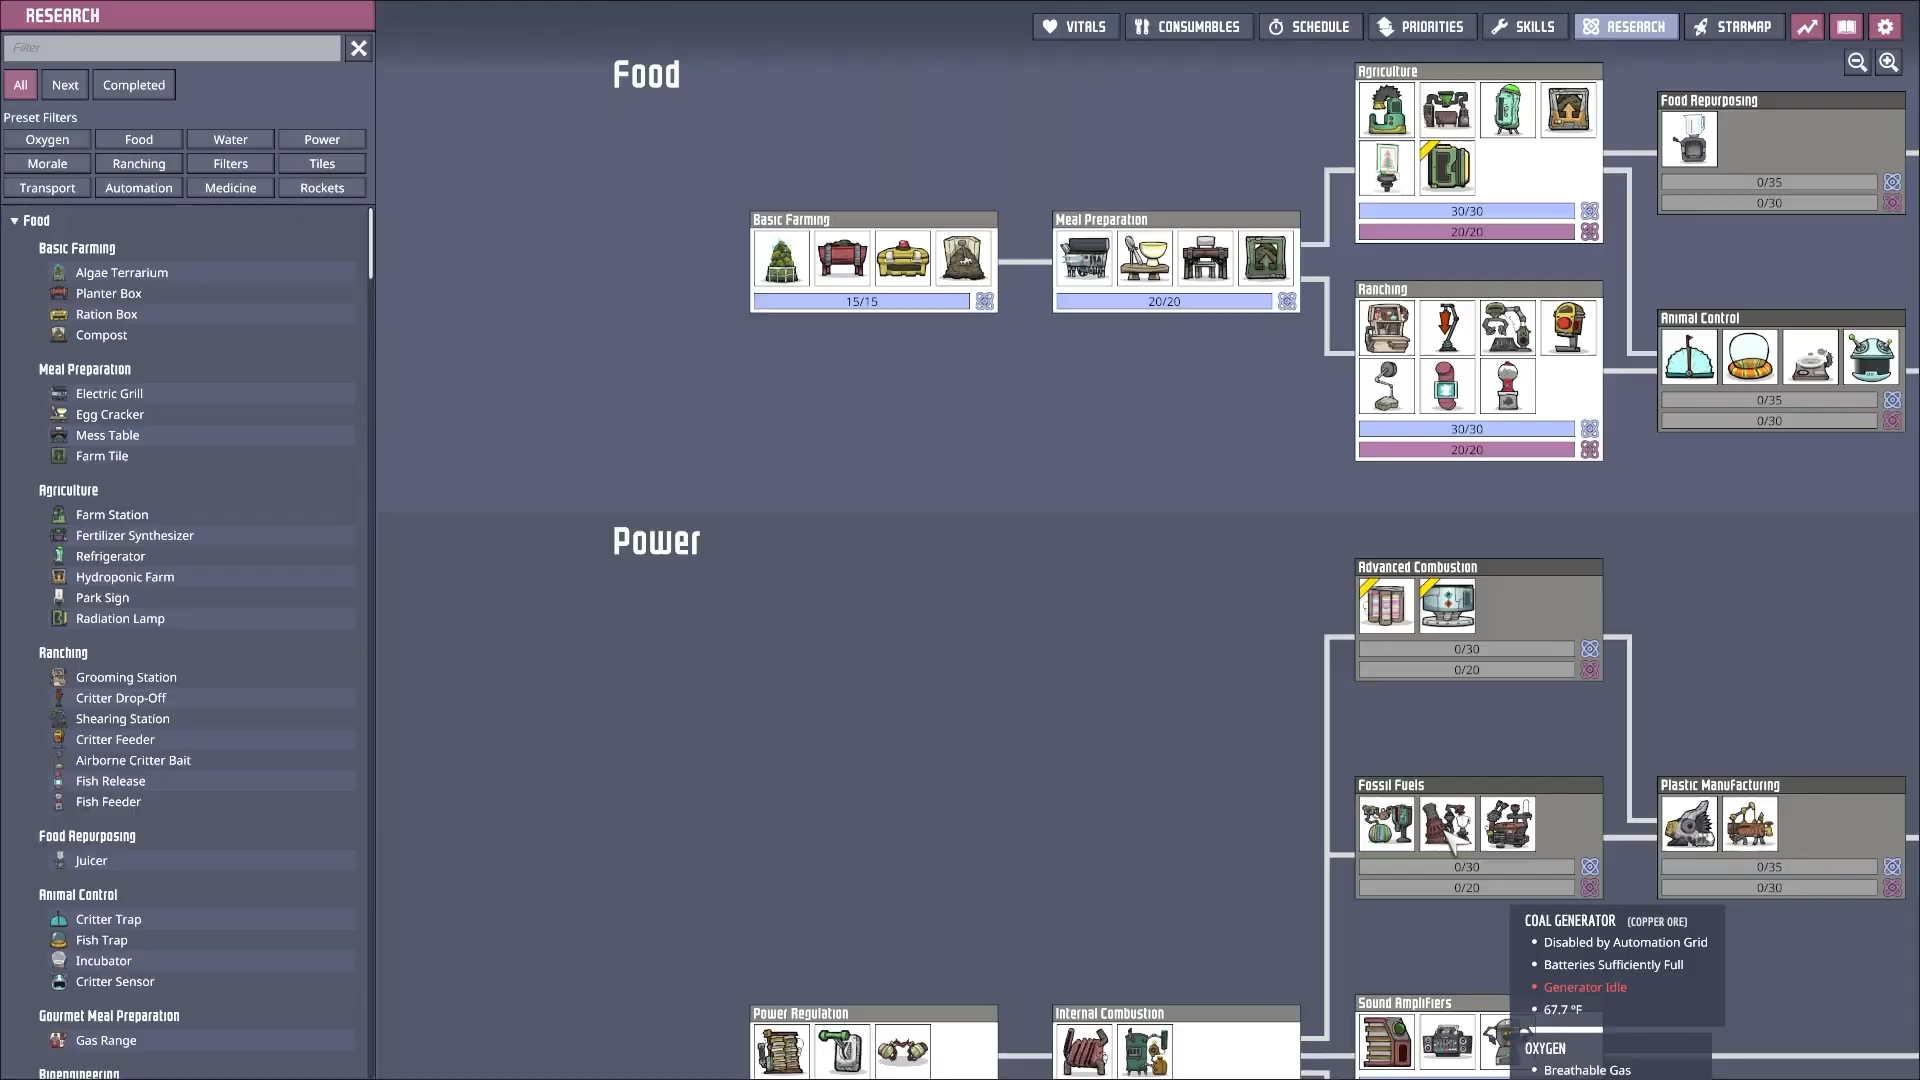 RESEARCH
Filter
All Next Completed
Preset Filters
Oxygen Food Water Power
Morale Ranching Filters Tiles
Transport Automation Medicine Rockets
Food
Basic Farming
Algae Terrarium
Planter Box
Ration Box
Compost
Meal Preparation
Electric Grill
Egg Cracker
Mess Table
Farm Tile
Agriculture
Farm Station
Fertilizer Synthesizer
Refrigerator
Hydroponic Farm
Park Sign
Radiation Lamp
Ranching
Grooming Station
Critter Drop-Off
Shearing Station
Critter Feeder
Airborne Critter Bait
Fish Release
Fish Feeder
Food Repurposing
Juicer
Animal Control
Critter Trap
Fish Trap
Incubator
Critter Sensor
Gourmet Meal Preparation
Gas Range
Bioengineering
VITALS CONSUMABLES SCHEDULE PRIORITIES SKILLS RESEARCH STARMAP
Food
Basic Farming
15/15
Meal Preparation
20/20
Agriculture
30/30
20/20
Ranching
30/30
20/20
Food Repurposing
0/35
0/30
Animal Control
0/35
0/30
Power
Advanced Combustion
0/30
0/20
Fossil Fuels
0/30
0/20
Plastic Manufacturing
0/35
0/30
Power Regulation
Internal Combustion
Sound Amplifiers
COAL GENERATOR [COPPER ORE]
• Disabled by Automation Grid
• Batteries Sufficiently Full
• Generator Idle
• 67.7 °F
OXYGEN
• Breathable Gas